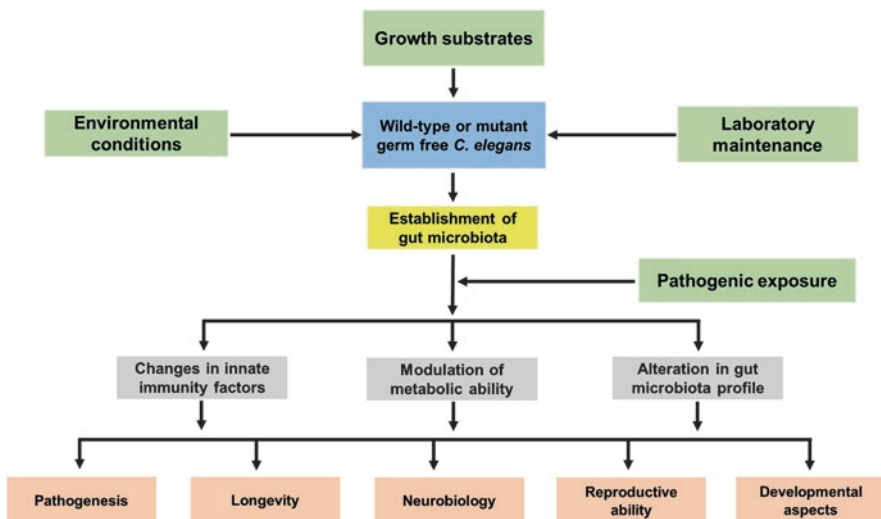 Growth substrates
Environmental
conditions
Wild-type or mutant
germ free C. elegans
Laboratory
maintenance
Establishment of
gut microbiota
Pathogenic exposure
Changes in innate
immunity factors
Modulation of
metabolic ability
Alteration in gut
microbiota profile
Pathogenesis
Longevity
Neurobiology
Reproductive
ability
Developmental
aspects